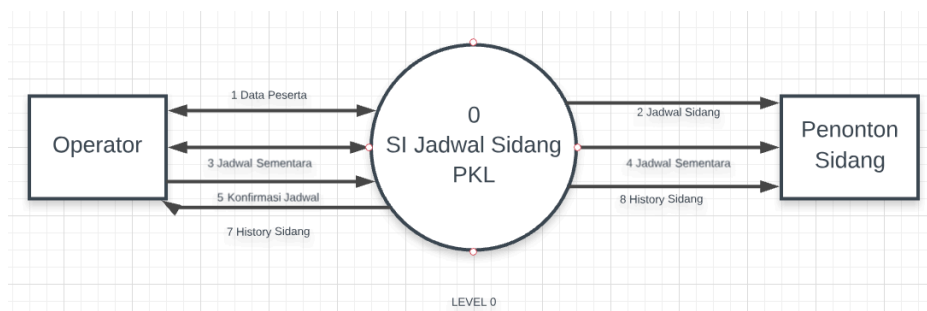 Operator
1 Data Peserta
3 Jadwal Sementara
5 Konfirmasi Jadwal
7 History Sidang
0
SI Jadwal Sidang
PKL
2 Jadwal Sidang
4 Jadwal Sementara
8 History Sidang
Penonton
Sidang
LEVEL 0